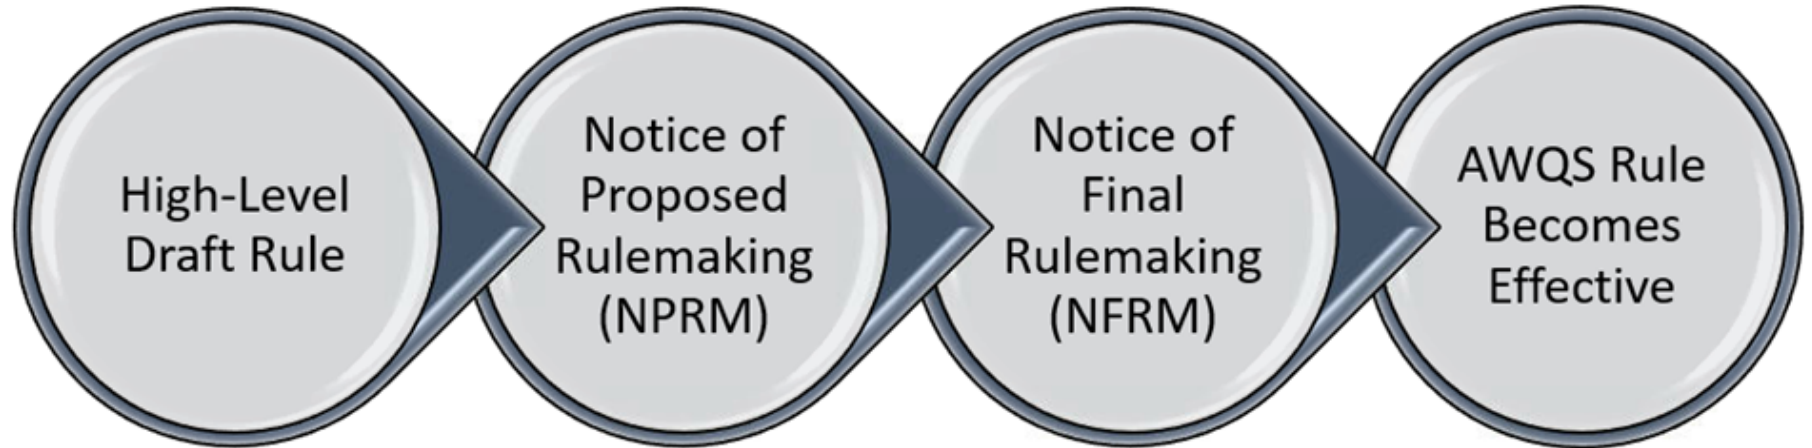 High-Level
Draft Rule
Notice of
Proposed
Rulemaking
(NPRM)
Notice of
Final
Rulemaking
(NFRM)
AWQS Rule
Becomes
Effective